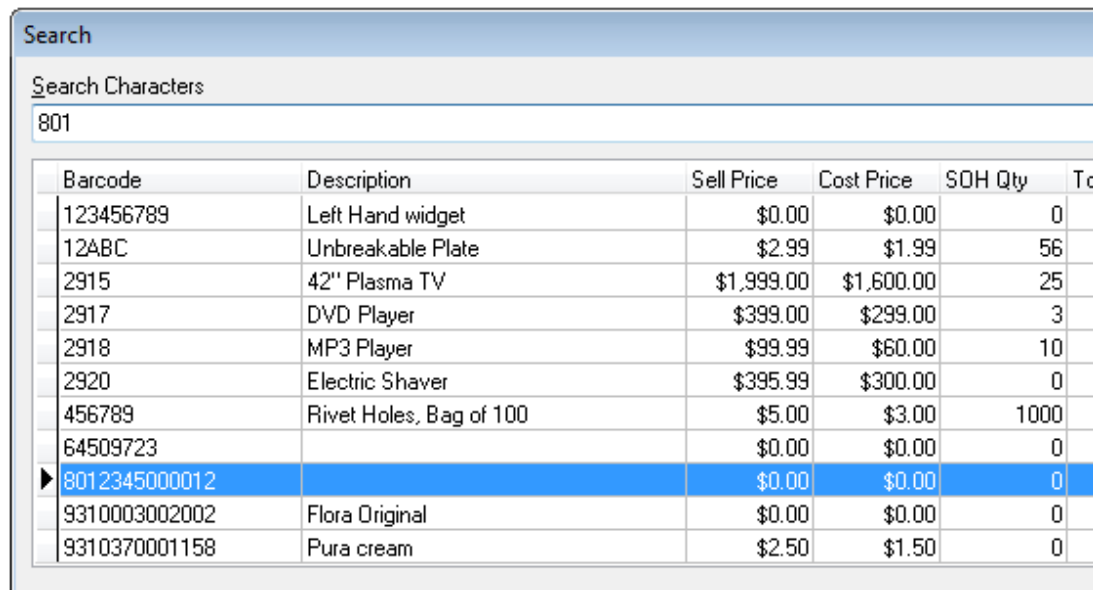 Search
Search Characters
801
Barcode Description Sell Price Cost Price SOH Qty
123456789 Left Hand widget $0.00 $0.00 0
12ABC Unbreakable Plate $2.99 $1.99 56
2915 42" Plasma TV $1,999.00 $1,600.00 25
2917 DVD Player $399.00 $299.00 3
2918 MP3 Player $99.99 $60.00 10
2920 Electric Shaver $395.99 $300.00 0
456789 Rivet Holes, Bag of 100 $5.00 $3.00 1000
64509723 $0.00 $0.00 0
8012345000012 $0.00 $0.00 0
9310003002002 Flora Original $0.00 $0.00 0
9310370001158 Pura cream $2.50 $1.50 0